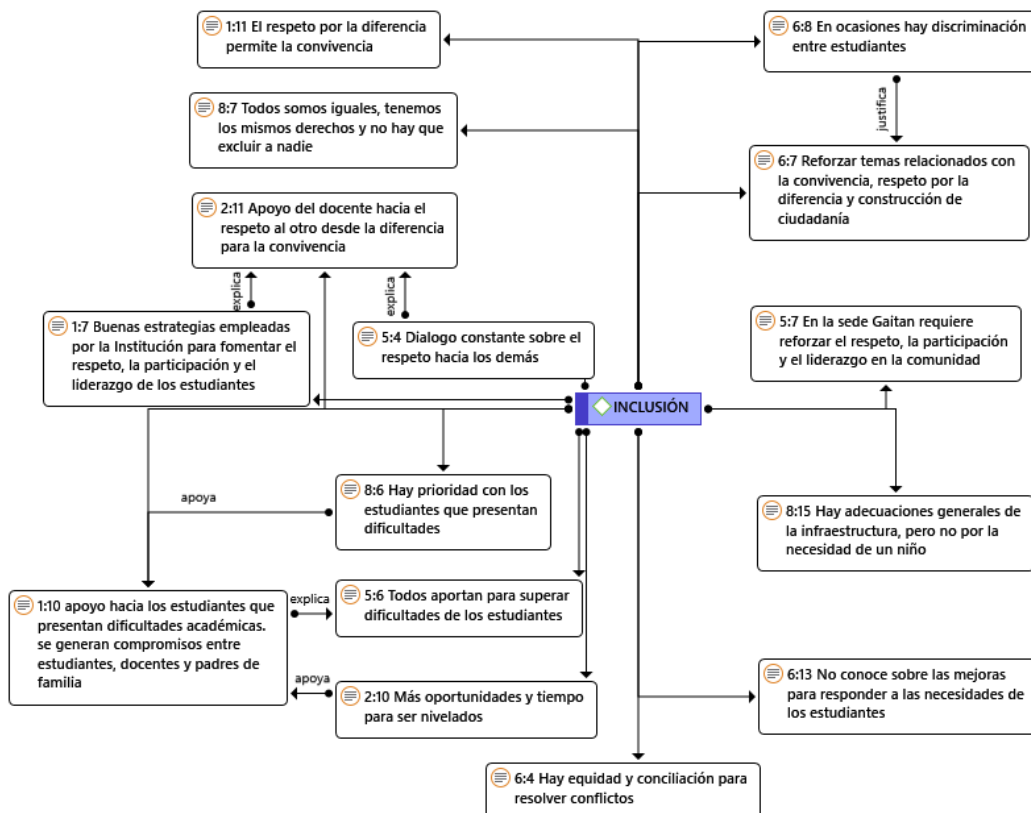 1:11 El respeto por la diferencia
permite la convivencia
6:8 En ocasiones hay discriminación
entre estudiantes
justifica
8:7 Todos somos iguales, tenemos
los mismos derechos y no hay que
excluir a nadie
6:7 Reforzar temas relacionados con
la convivencia, respeto por la
diferencia y construcción de
ciudadanía
2:11 Apoyo del docente hacia el
respeto al otro desde la diferencia
para la convivencia
explica
explica
1:7 Buenas estrategias empleadas
por la Institución para fomentar el
respeto, la participación y el
liderazgo de los estudiantes
5:4 Dialogo constante sobre el
respeto hacia los demás
5:7 En la sede Gaitan requiere
reforzar el respeto, la participación
y el liderazgo en la comunidad
INCLUSIÓN
apoya
8:6 Hay prioridad con los
estudiantes que presentan
dificultades
8:15 Hay adecuaciones generales de
la infraestructura, pero no por la
necesidad de un niño
1:10 apoyo hacia los estudiantes que
presentan dificultades académicas.
se generan compromisos entre
estudiantes, docentes y padres de
familia
explica
5:6 Todos aportan para superar
dificultades de los estudiantes
apoya
2:10 Más oportunidades y tiempo
para ser nivelados
6:13 No conoce sobre las mejoras
para responder a las necesidades de
los estudiantes
6:4 Hay equidad y conciliación para
resolver conflictos